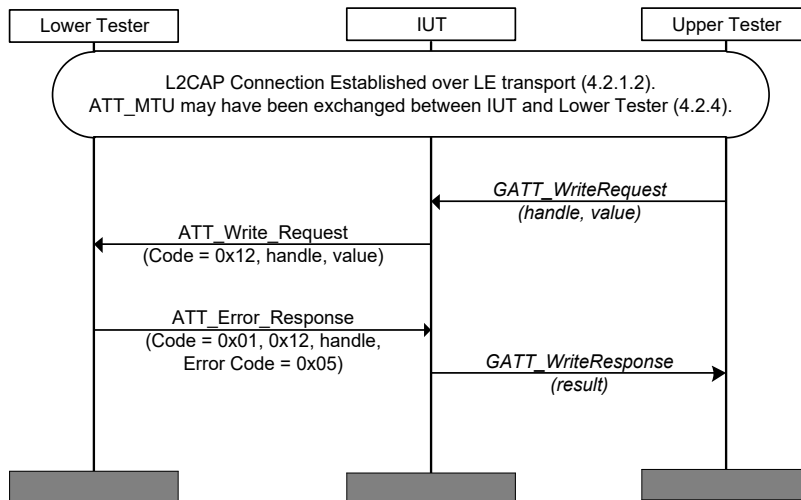 Lower Tester
IUT
Upper Tester
L2CAP Connection Established over LE transport (4.2.1.2).
ATT_MTU may have been exchanged between IUT and Lower Tester (4.2.4).
GATT_WriteRequest
(handle, value)
ATT_Write_Request
(Code = 0x12, handle, value)
ATT_Error_Response
(Code = 0x01, 0x12, handle,
Error Code = 0x05)
GATT_WriteResponse
(result)